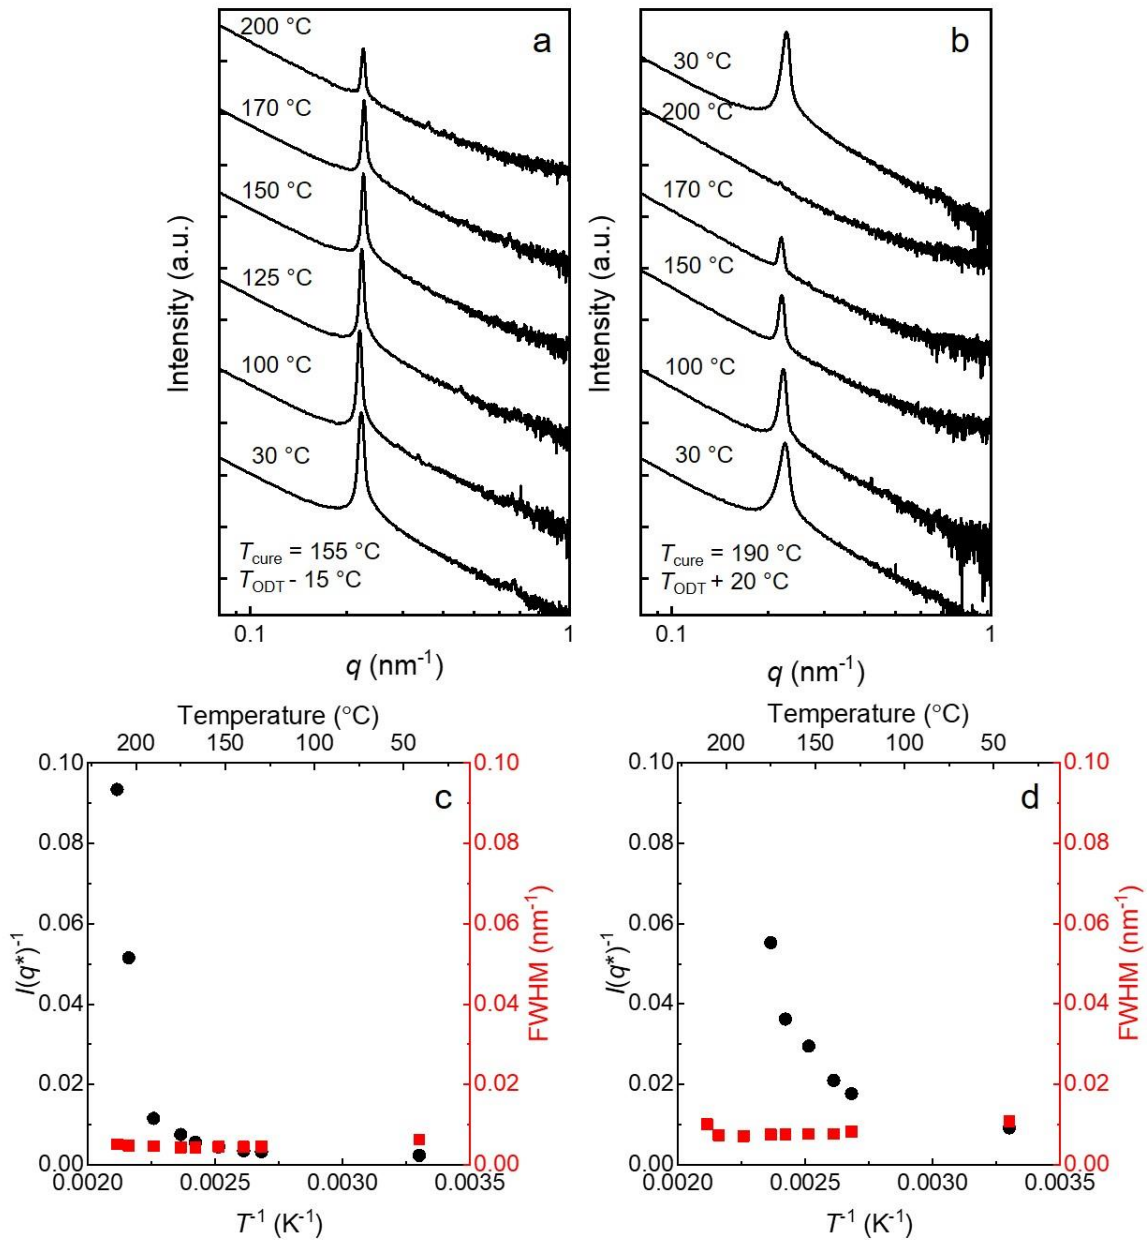 a
200 °C
170 °C
150 °C
125 °C
100 °C
30 °C
T_cure = 155 °C
T_ODT - 15 °C
Intensity (a.u.)
0.1 1
q (nm⁻¹)
b
30 °C
200 °C
170 °C
150 °C
100 °C
30 °C
T_cure = 190 °C
T_ODT + 20 °C
Intensity (a.u.)
0.1 1
q (nm⁻¹)
Temperature (°C)
200 150 100 50
c
0.10 0.10
0.08 0.08
0.06 0.06
0.04 0.04
0.02 0.02
0.00 0.00
I(q*)⁻¹
FWHM (nm⁻¹)
0.0020 0.0025 0.0030 0.0035
T⁻¹ (K⁻¹)
Temperature (°C)
200 150 100 50
d
0.10 0.10
0.08 0.08
0.06 0.06
0.04 0.04
0.02 0.02
0.00 0.00
I(q*)⁻¹
FWHM (nm⁻¹)
0.0020 0.0025 0.0030 0.0035
T⁻¹ (K⁻¹)